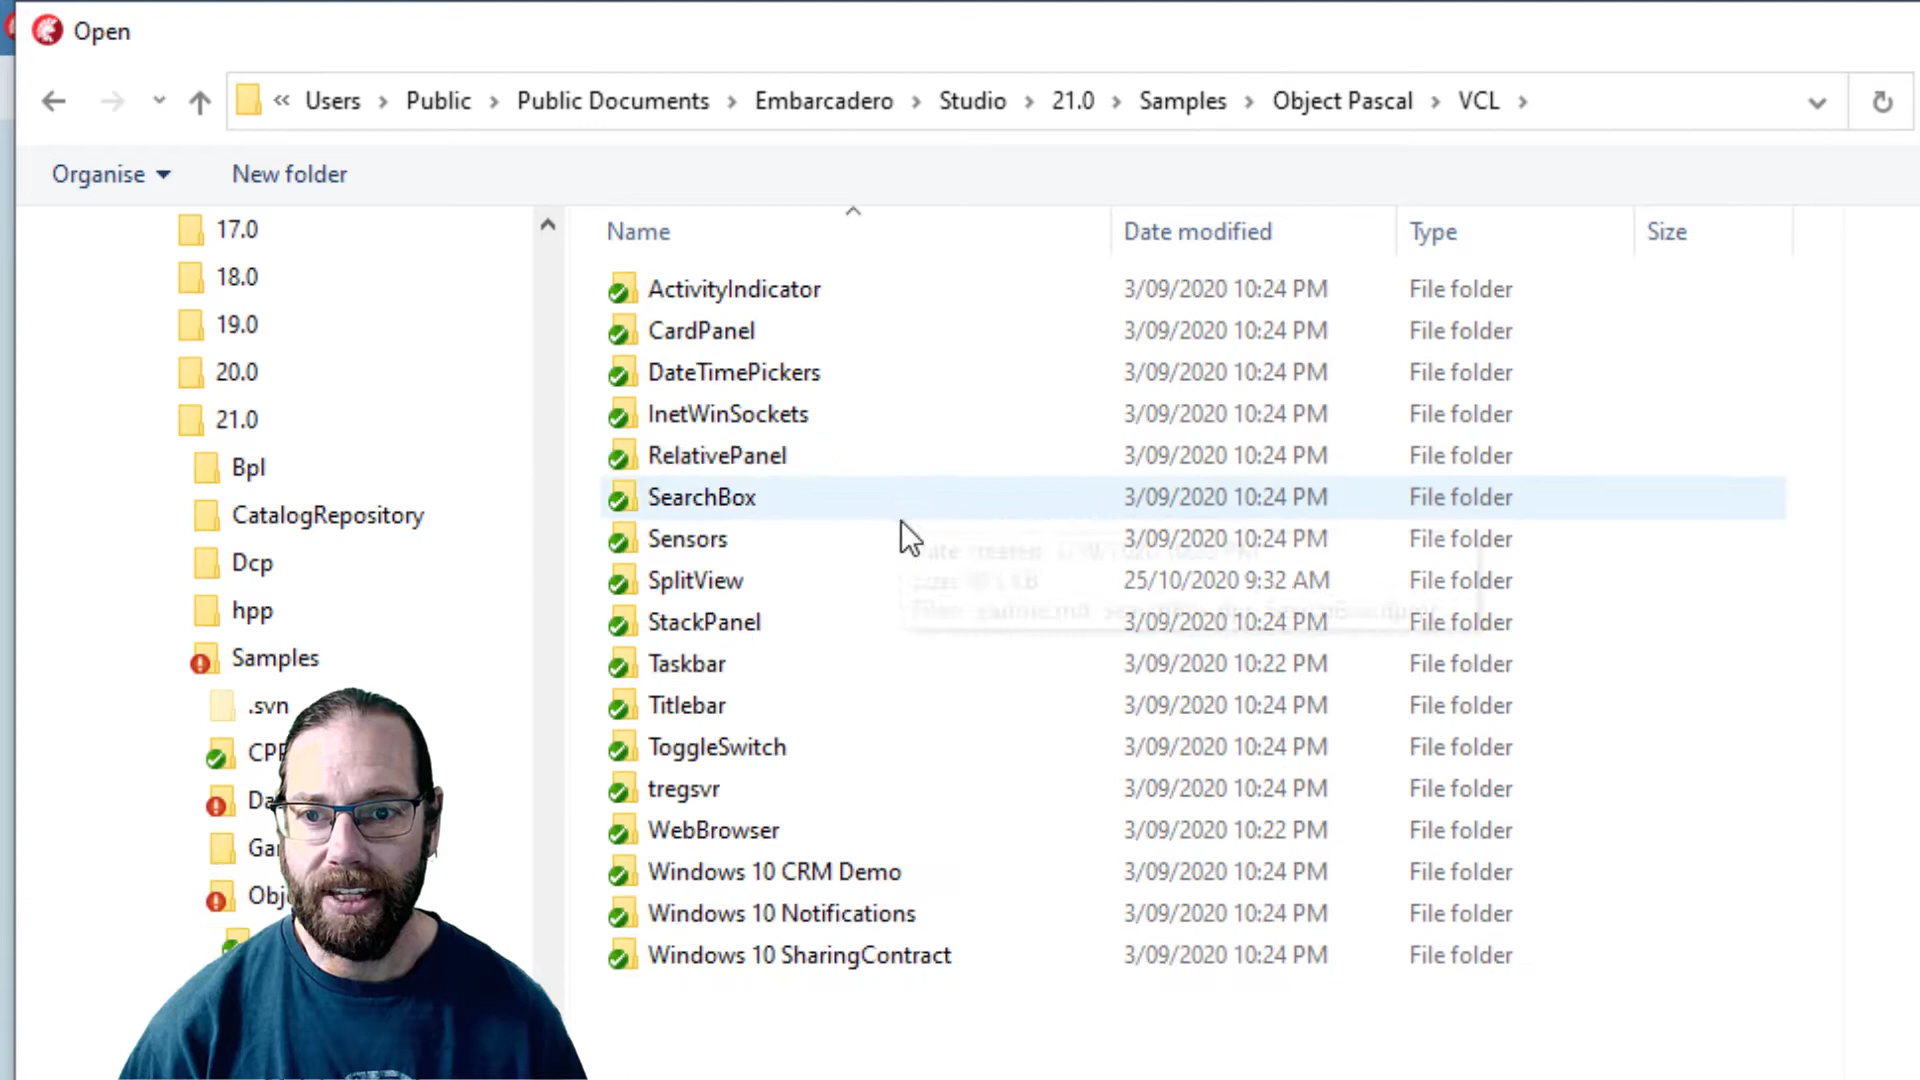 Open
« Users > Public > Public Documents > Embarcadero > Studio > 21.0 > Samples > Object Pascal > VCL >
Organise New folder
17.0
18.0
19.0
20.0
21.0
Bpl
CatalogRepository
Dcp
hpp
Samples
.svn
Name Date modified Type Size
ActivityIndicator 3/09/2020 10:24 PM File folder
CardPanel 3/09/2020 10:24 PM File folder
DateTimePickers 3/09/2020 10:24 PM File folder
InetWinSockets 3/09/2020 10:24 PM File folder
RelativePanel 3/09/2020 10:24 PM File folder
SearchBox 3/09/2020 10:24 PM File folder
Sensors 3/09/2020 10:24 PM File folder
SplitView 25/10/2020 9:32 AM File folder
StackPanel 3/09/2020 10:24 PM File folder
Taskbar 3/09/2020 10:22 PM File folder
Titlebar 3/09/2020 10:24 PM File folder
ToggleSwitch 3/09/2020 10:24 PM File folder
tregsvr 3/09/2020 10:24 PM File folder
WebBrowser 3/09/2020 10:22 PM File folder
Windows 10 CRM Demo 3/09/2020 10:24 PM File folder
Windows 10 Notifications 3/09/2020 10:24 PM File folder
Windows 10 SharingContract 3/09/2020 10:24 PM File folder